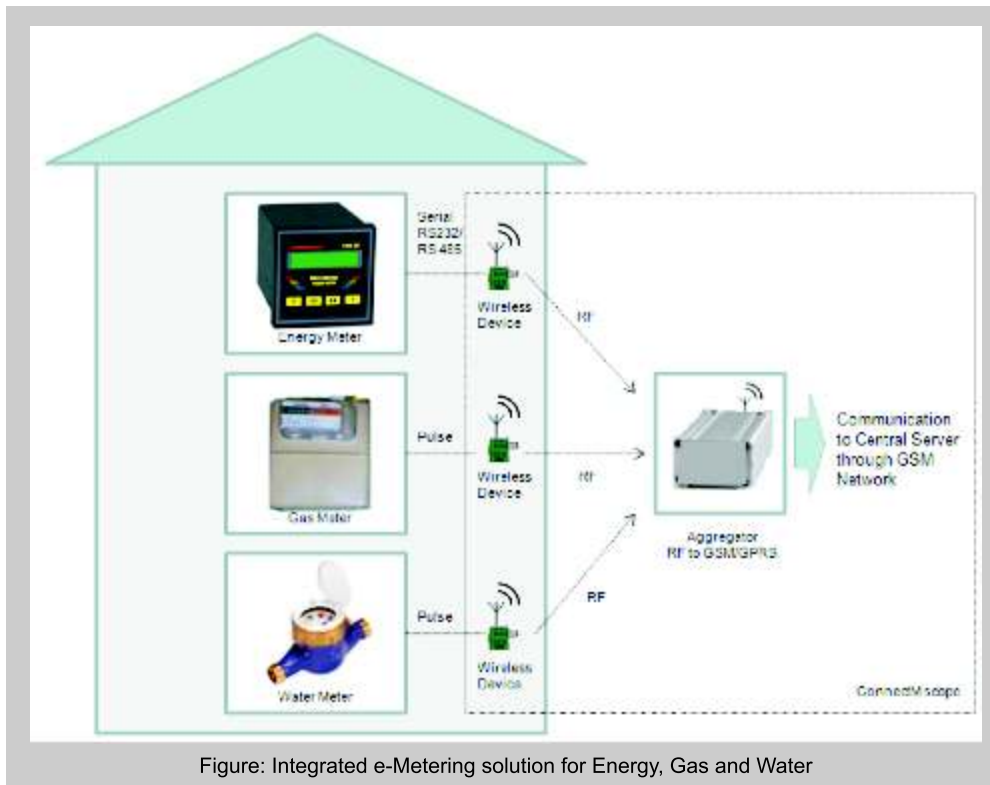 Serial
RS232/
RS 485
Energy Meter
Wireless
Device
RF
Pulse
Gas Meter
Wireless
Device
RF
Communication
to Central Server
through GSM
Network
Aggregator
RF to GSM/GPRS
Pulse
Water Meter
Wireless
Device
RF
ConnectM scope
Figure: Integrated e-Metering solution for Energy, Gas and Water